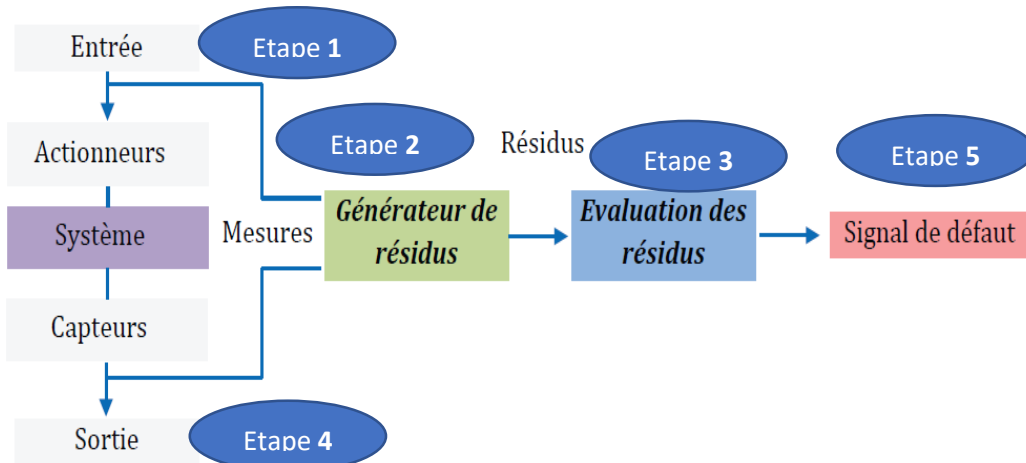 Entrée
Etape 1
Actionneurs
Système
Capteurs
Sortie
Etape 4
Mesures
Etape 2
Générateur de
résidus
Résidus
Etape 3
Evaluation des
résidus
Etape 5
Signal de défaut